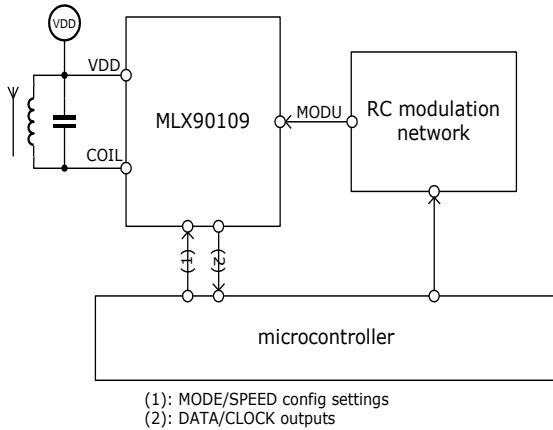 VDD
VDD
MLX90109
MODU
RC modulation
network
COIL
(1)
(2)
microcontroller
(1): MODE/SPEED config settings
(2): DATA/CLOCK outputs